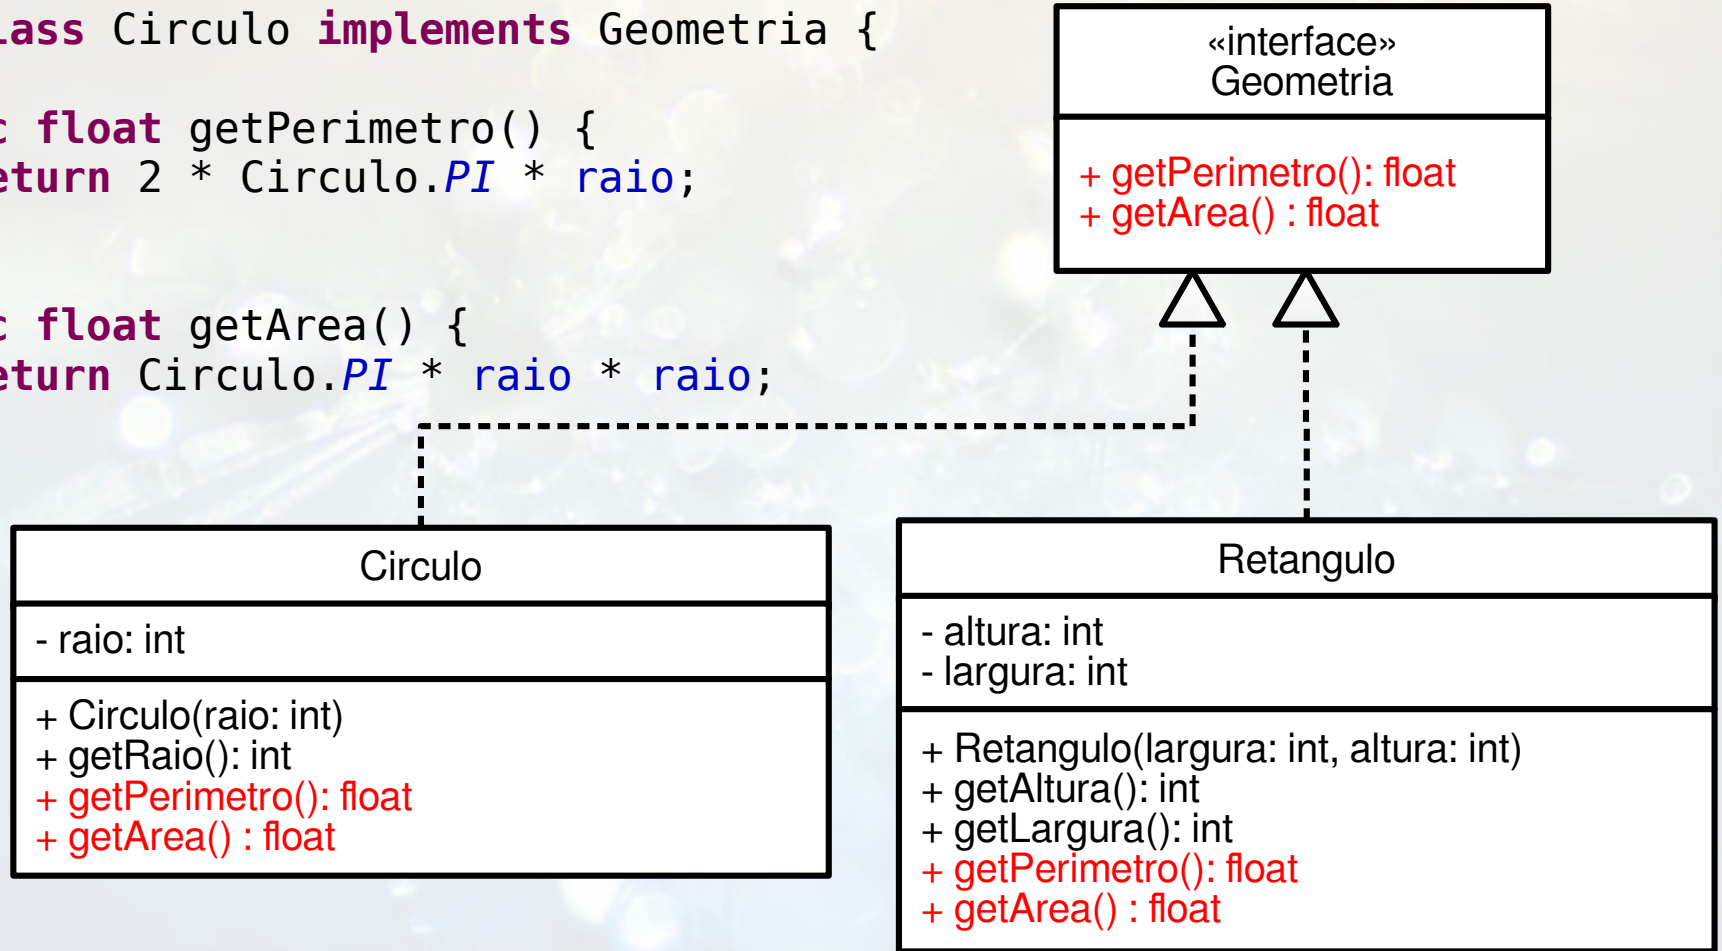 lass Circulo implements Geometria {
c float getPerimetro() {
eturn 2 * Circulo.PI * raio;
c float getArea() {
eturn Circulo.PI * raio * raio;
«interface»
Geometria
+ getPerimetro(): float
+ getArea() : float
Circulo
- raio: int
+ Circulo(raio: int)
+ getRaio(): int
+ getPerimetro(): float
+ getArea() : float
Retangulo
- altura: int
- largura: int
+ Retangulo(largura: int, altura: int)
+ getAltura(): int
+ getLargura(): int
+ getPerimetro(): float
+ getArea() : float